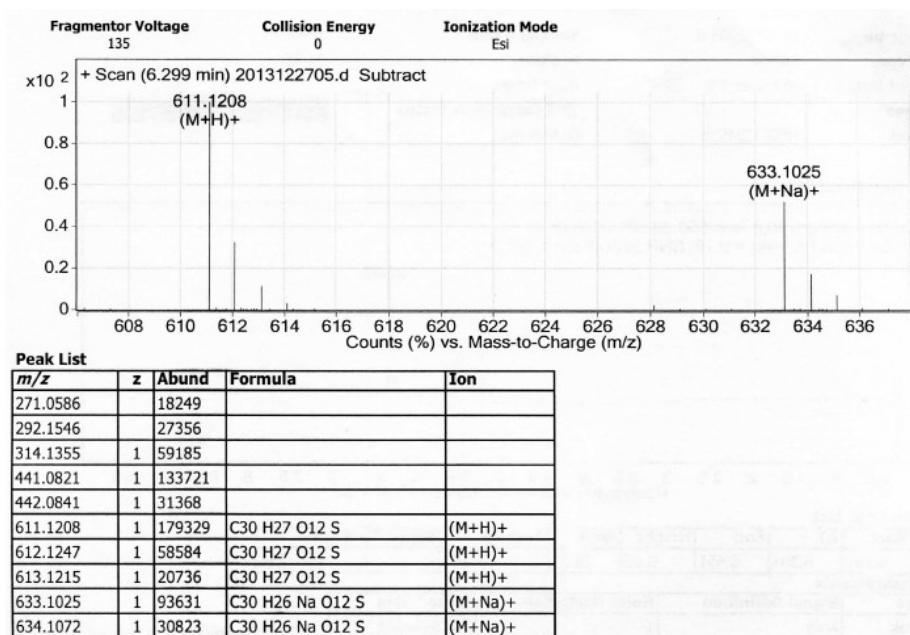 Fragmentor Voltage Collision Energy Ionization Mode
135 0 Esi
x10 2 + Scan (6.299 min) 2013122705.d Subtract
1 611.1208
(M+H)+
0.8
633.1025
0.6 (M+Na)+
0.4
0.2
0
608 610 612 614 616 618 620 622 624 626 628 630 632 634 636
Counts (%) vs. Mass-to-Charge (m/z)
Peak List
m/z z Abund Formula Ion
271.0586 18249
292.1546 27356
314.1355 1 59185
441.0821 1 133721
442.0841 1 31368
611.1208 1 179329 C30 H27 O12 S (M+H)+
612.1247 1 58584 C30 H27 O12 S (M+H)+
613.1215 1 20736 C30 H27 O12 S (M+H)+
633.1025 1 93631 C30 H26 Na O12 S (M+Na)+
634.1072 1 30823 C30 H26 Na O12 S (M+Na)+